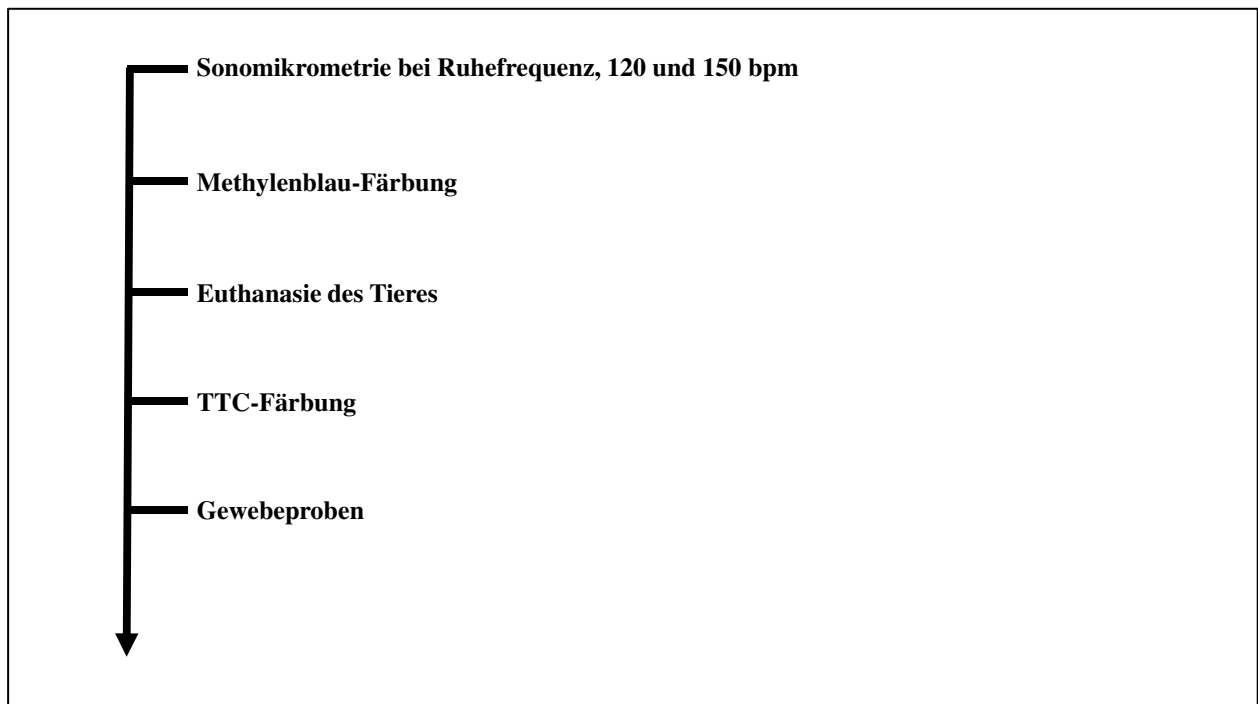 Sonomikrometrie bei Ruhefrequenz, 120 und 150 bpm
Methylenblau-Färbung
Euthanasie des Tieres
TTC-Färbung
Gewebeproben